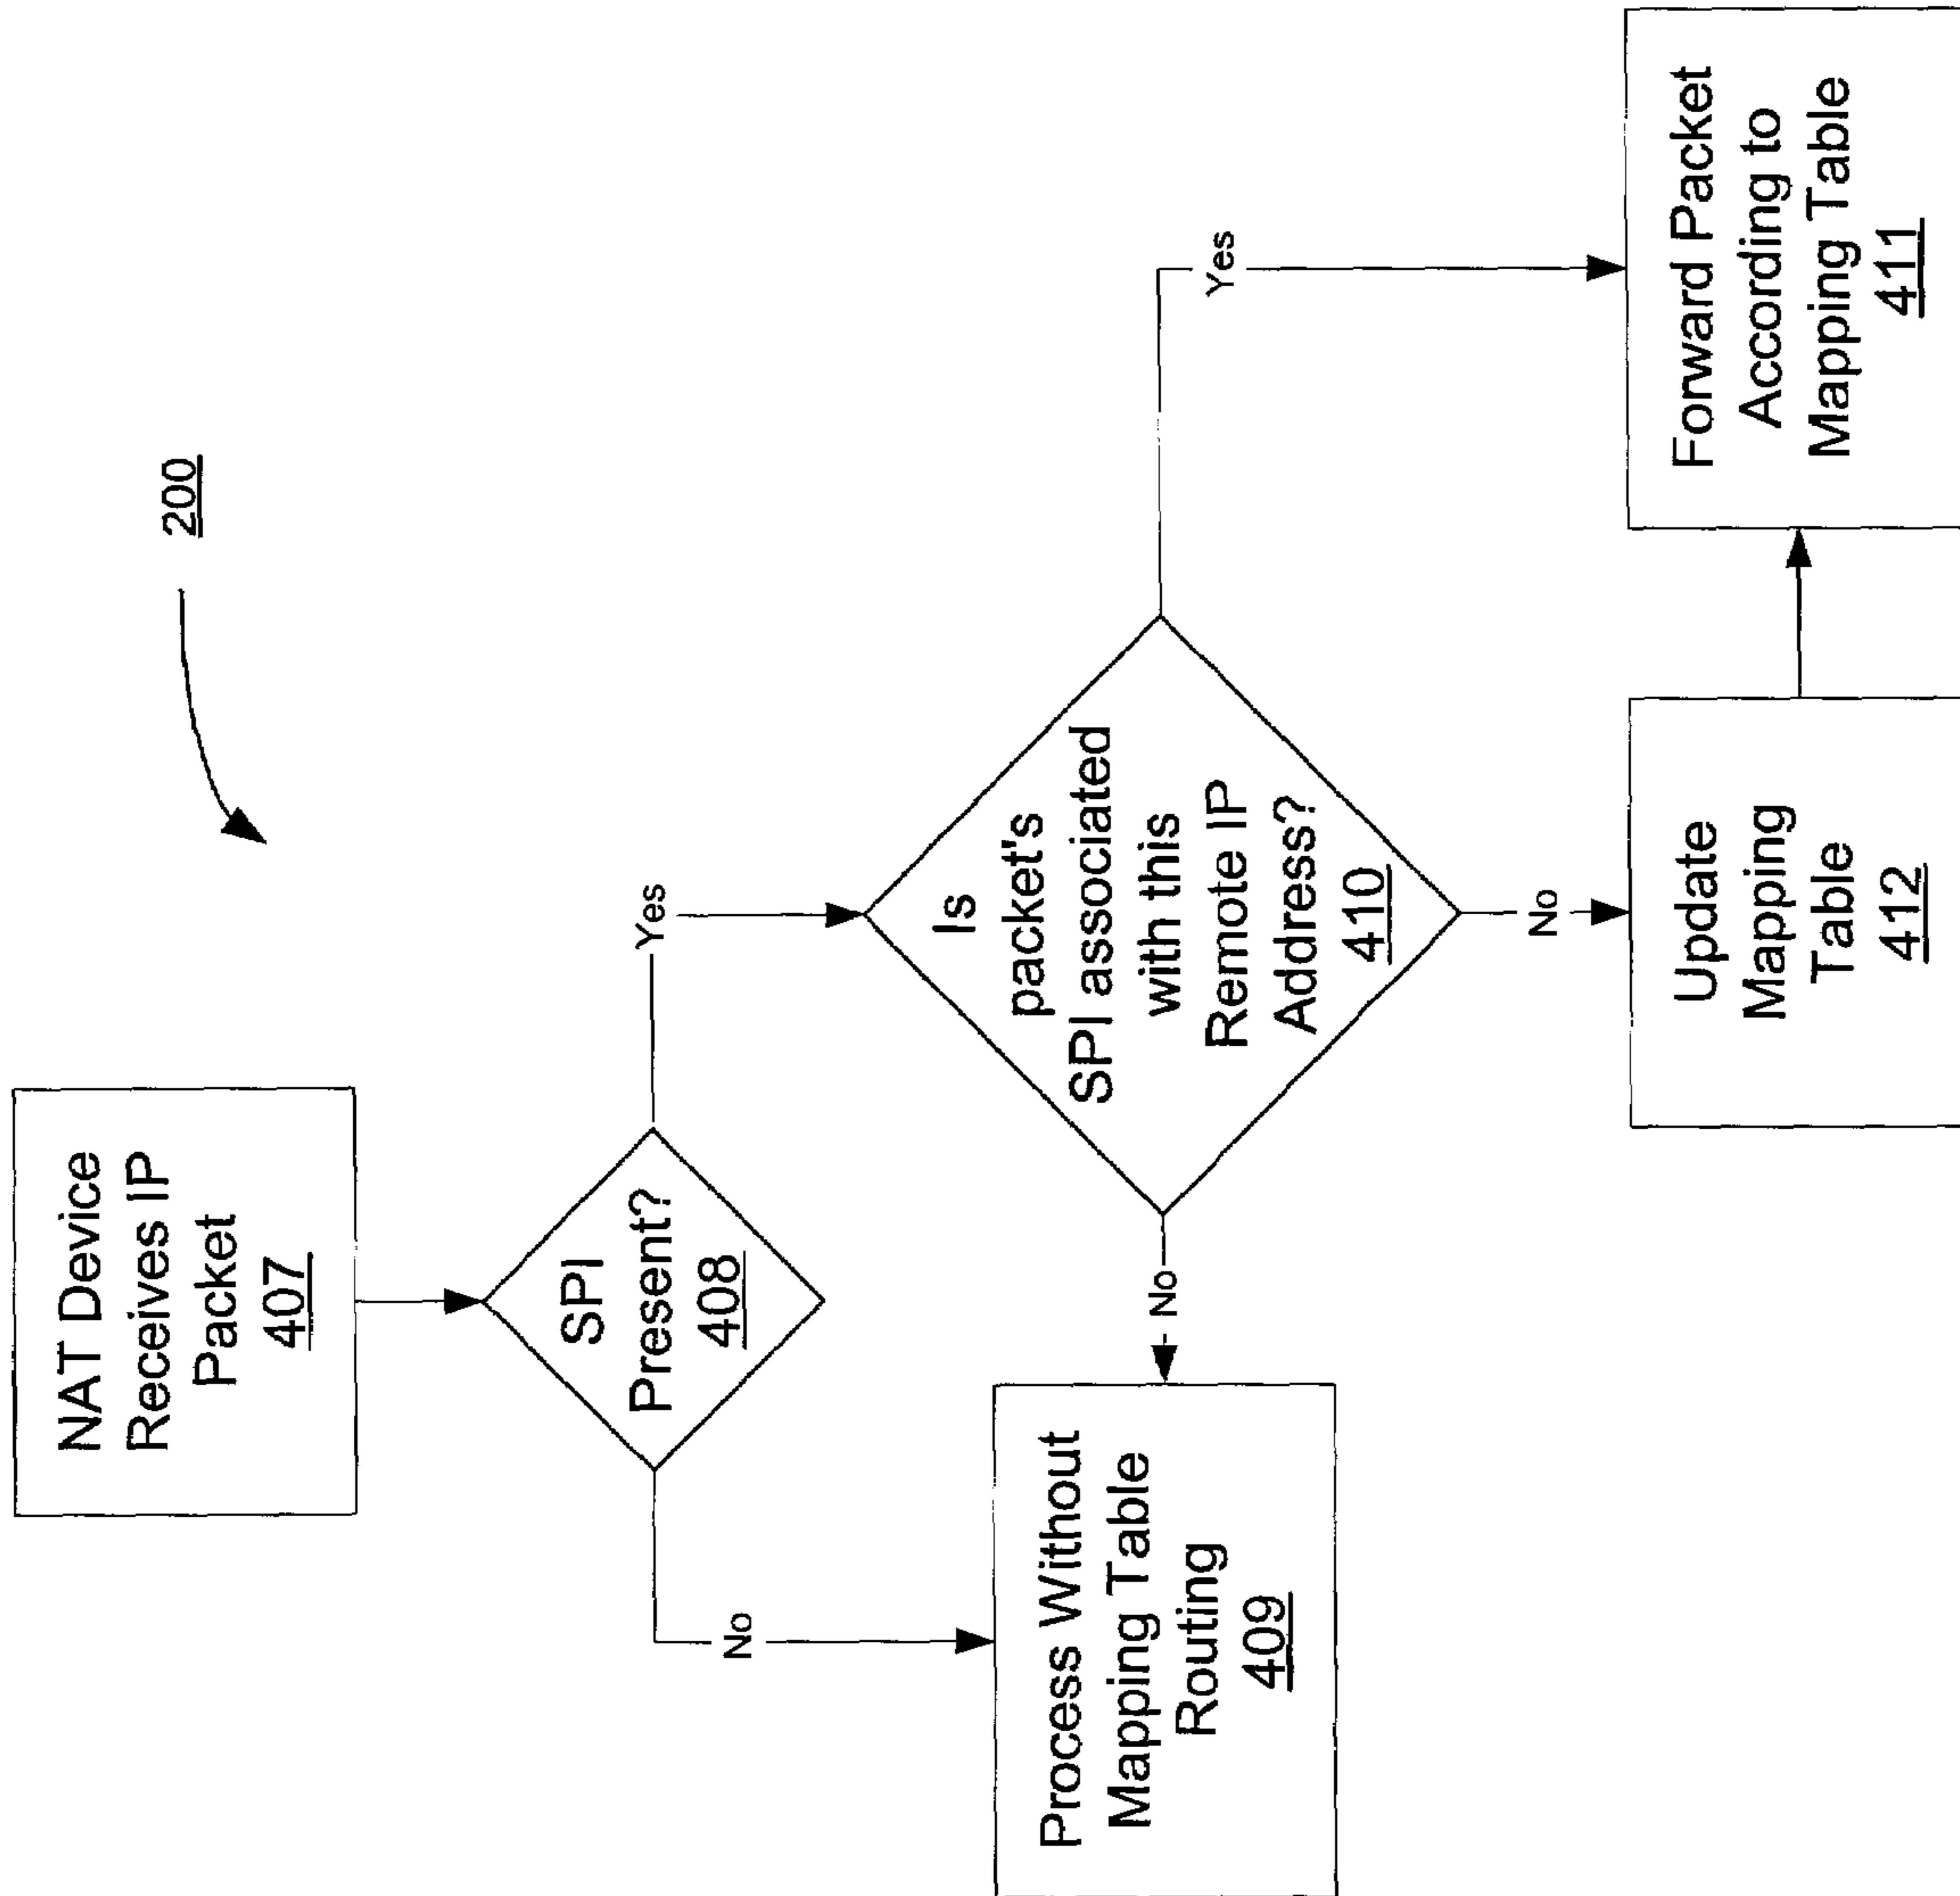 200
NAT Device
Receives IP
Packet
407
SPI
Present?
408
No
Yes
Process Without
Mapping Table
Routing
409
Is
packet's
SPI associated
with this
Remote IP
Address?
410
No
Yes
No
Update
Mapping
Table
412
Forward Packet
According to
Mapping Table
411